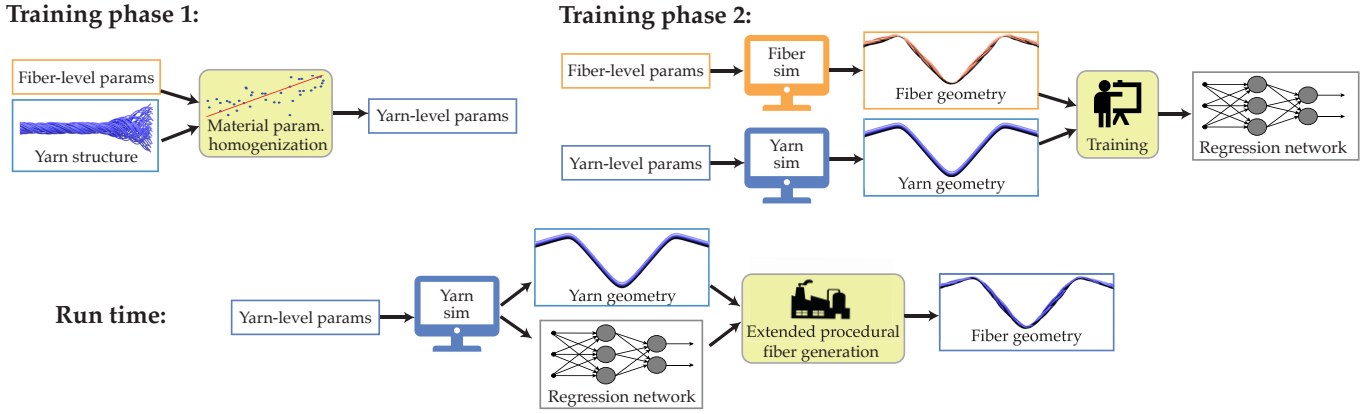 Training phase 1:
Fiber-level params
Yarn structure
Material param.
homogenization
Yarn-level params
Training phase 2:
Fiber-level params
Fiber
sim
Fiber geometry
Yarn-level params
Yarn
sim
Yarn geometry
Training
Regression network
Run time:
Yarn-level params
Yarn
sim
Yarn geometry
Regression network
Extended procedural
fiber generation
Fiber geometry